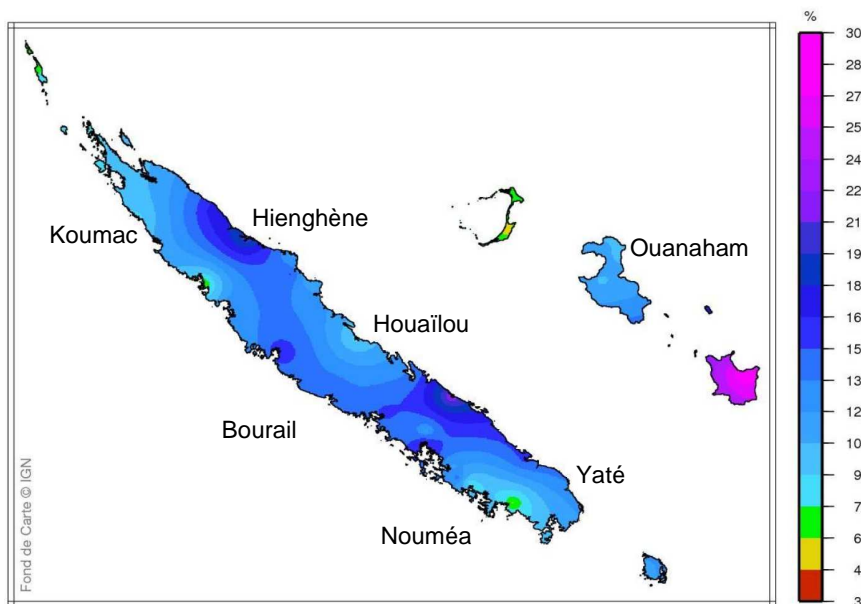 %
30
28
27
25
24
22
21
19
18
16
15
13
12
10
9
7
6
4
3
Hienghène
Koumac
Ouanaham
Houaïlou
Bourail
Yaté
Nouméa
Fond de Carte © IGN